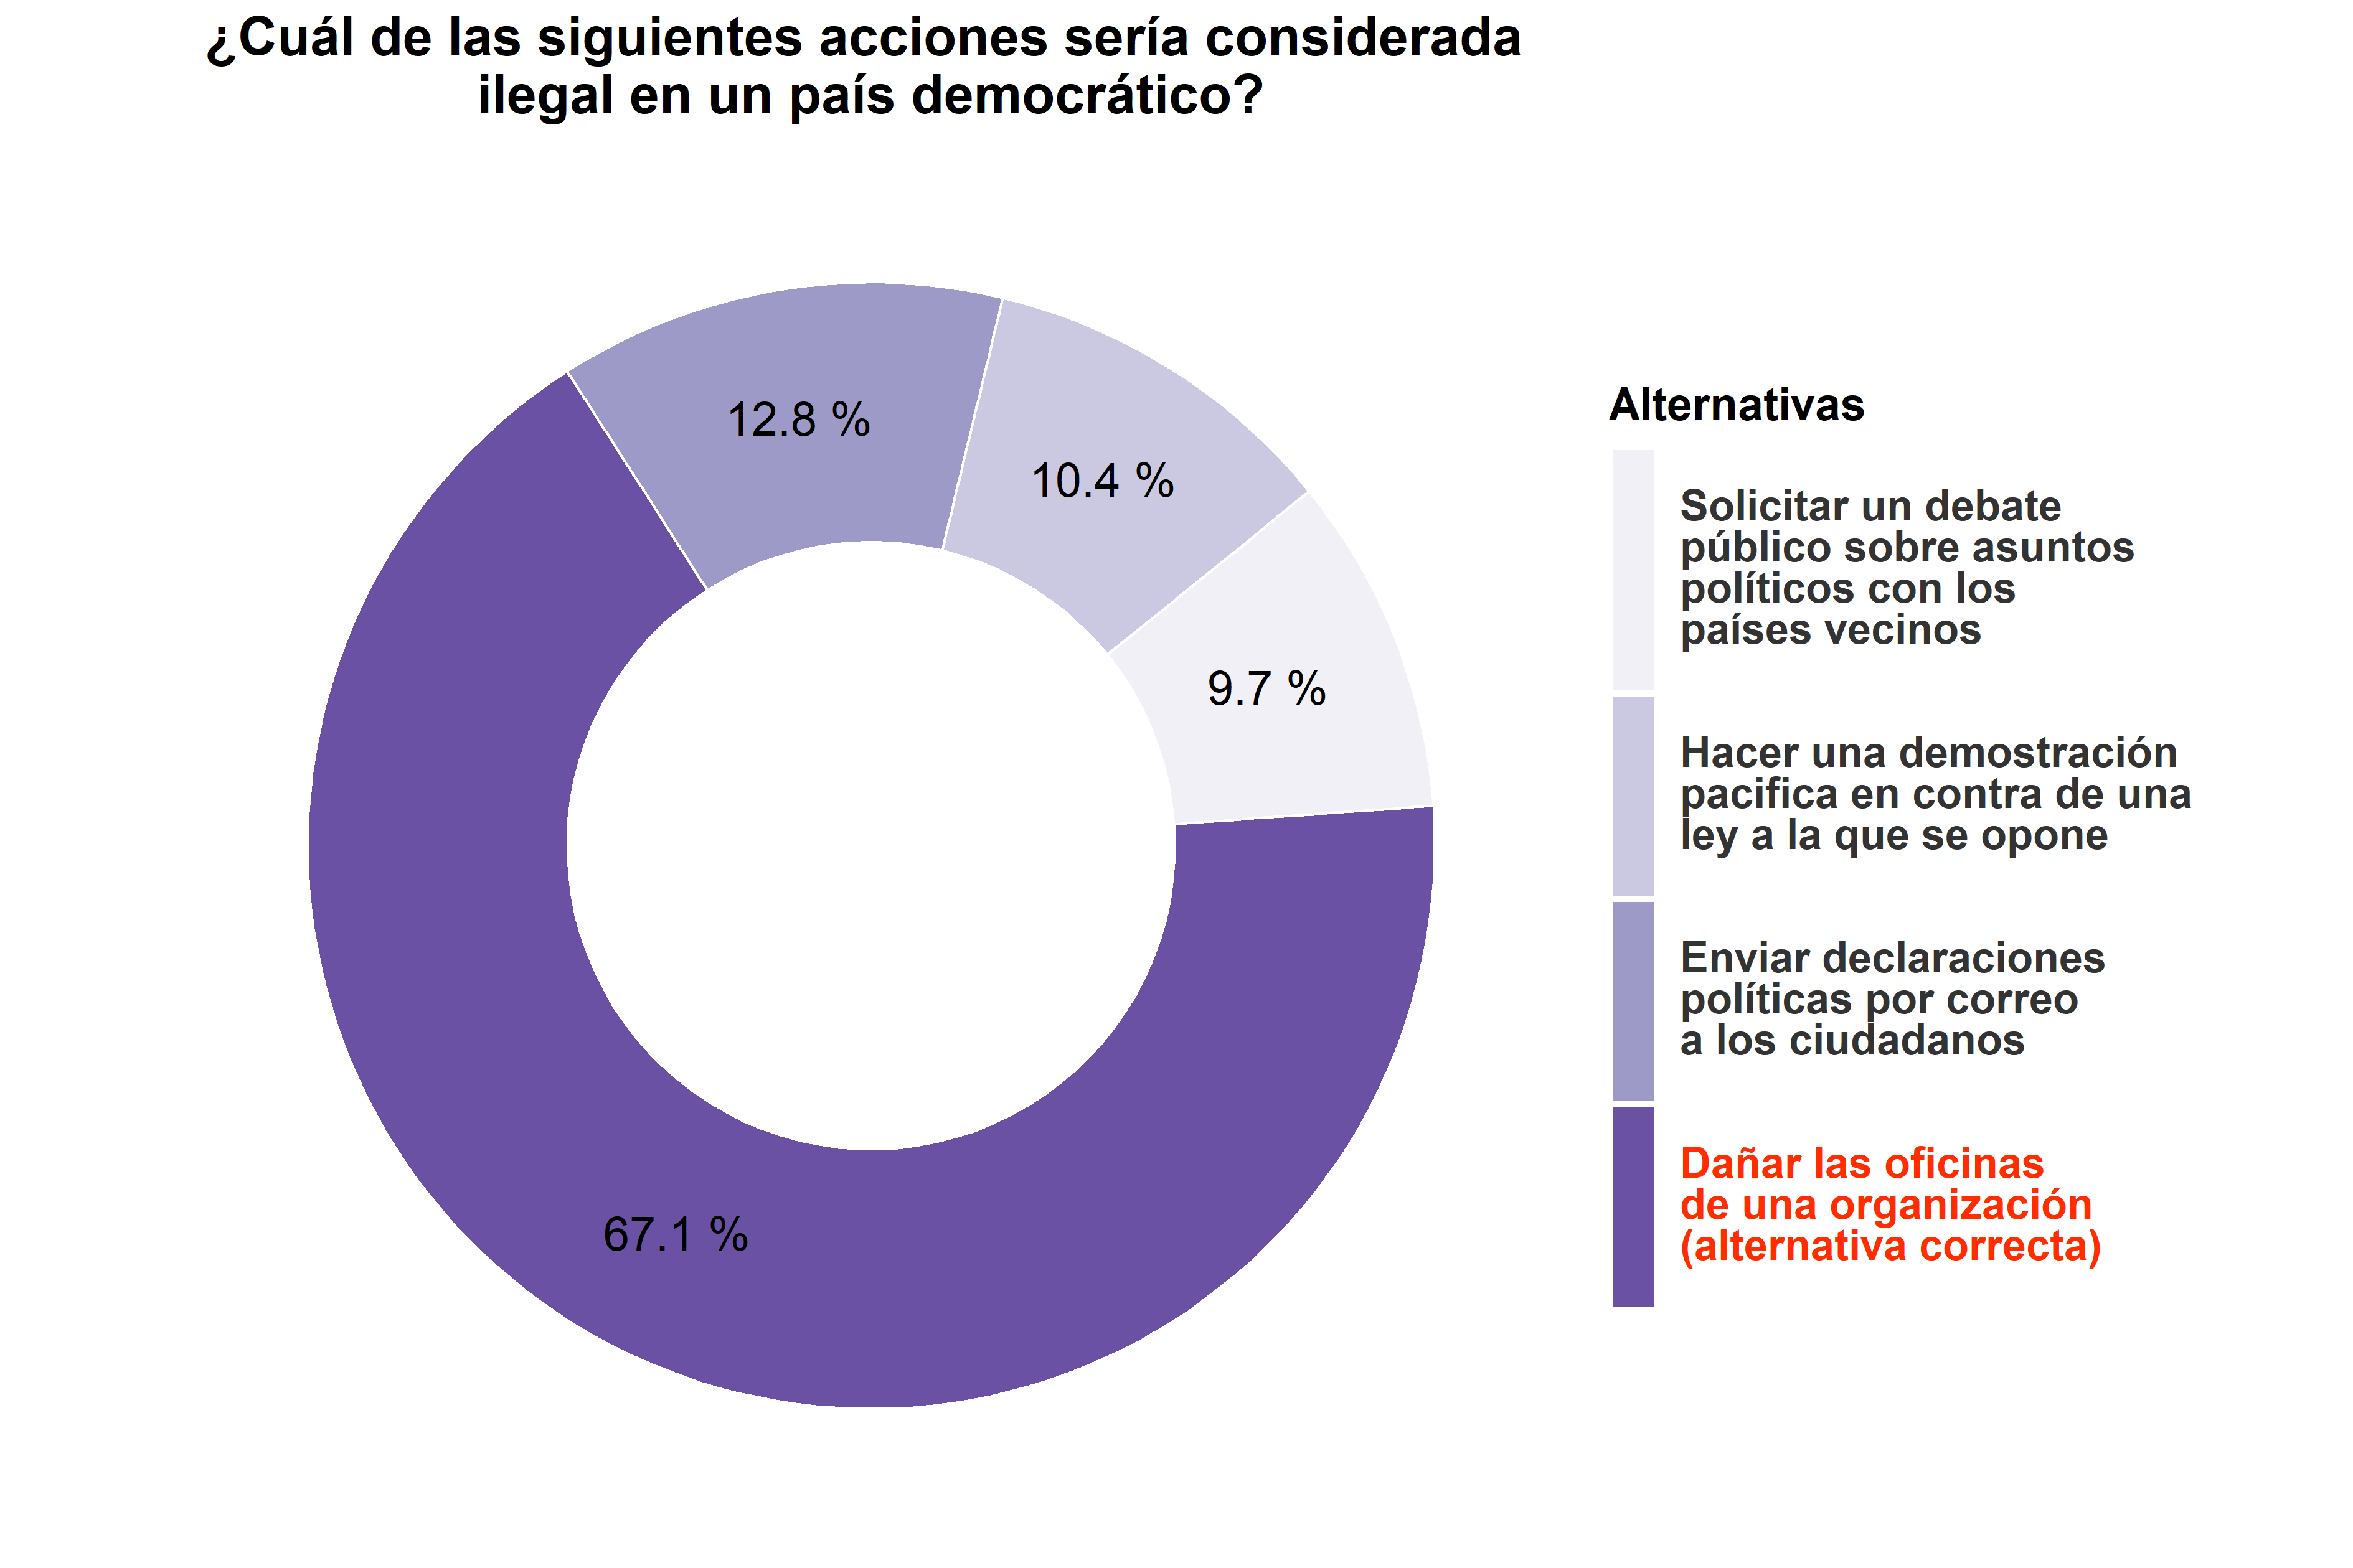 ¿Cuál de las siguientes acciones sería considerada
ilegal en un país democrático?
12.8 %
10.4 %
9.7 %
67.1 %
Alternativas
Solicitar un debate
público sobre asuntos
políticos con los
países vecinos
Hacer una demostración
pacifica en contra de una
ley a la que se opone
Enviar declaraciones
políticas por correo
a los ciudadanos
Dañar las oficinas
de una organización
(alternativa correcta)